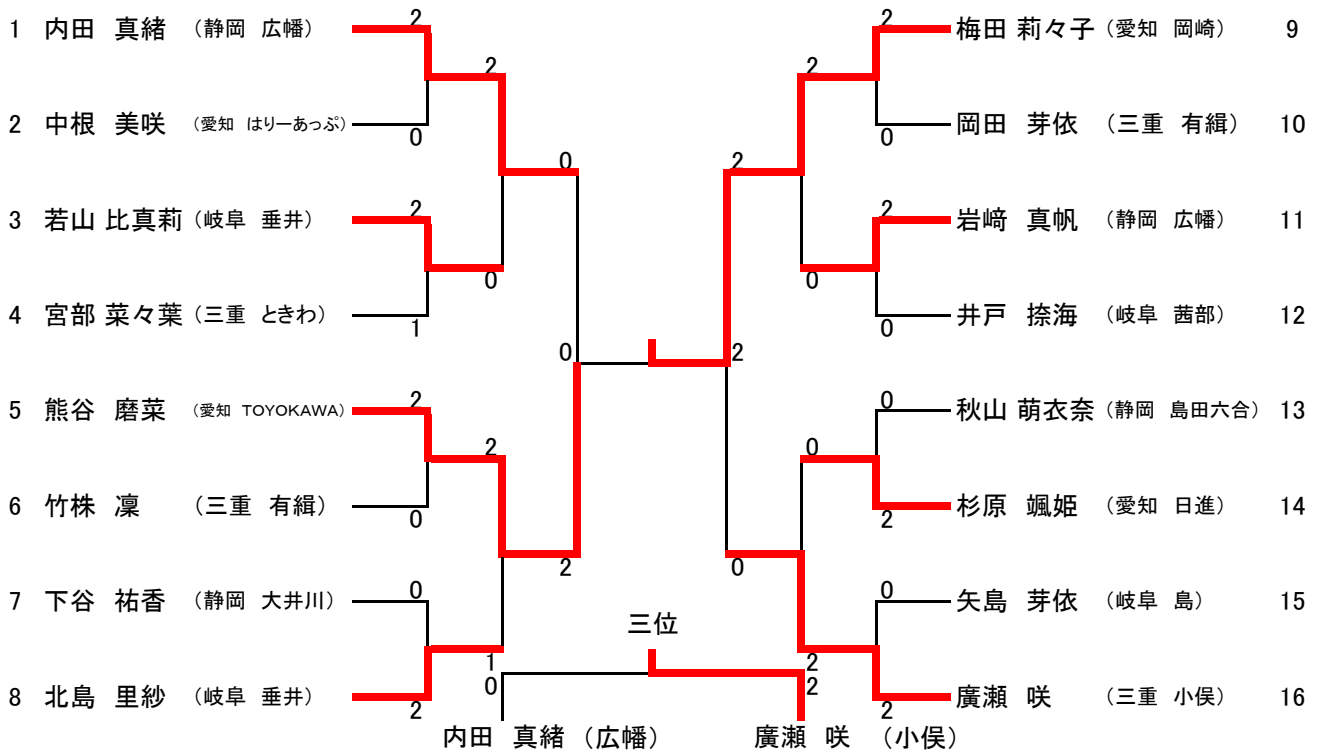 1 内田 真緒 (静岡 広幡) 2 2 梅田 莉々子 (愛知 岡崎) 9
2 2
2 中根 美咲 (愛知 はりーあっぷ) 0 0 岡田 芽依 (三重 有緝) 10
0 2
3 若山 比真莉 (岐阜 垂井) 2 2 岩﨑 真帆 (静岡 広幡) 11
0 0
4 宮部 菜々葉 (三重 ときわ) 1 0 井戸 捺海 (岐阜 茜部) 12
0 2
5 熊谷 磨菜 (愛知 TOYOKAWA) 2 0 秋山 萌衣奈 (静岡 島田六合) 13
2 0
6 竹株 凜 (三重 有緝) 0 2 杉原 颯姫 (愛知 日進) 14
2 0
7 下谷 祐香 (静岡 大井川) 0 0 矢島 芽依 (岐阜 島) 15
三位
1 2
0 2
8 北島 里紗 (岐阜 垂井) 2 2 廣瀬 咲 (三重 小俣) 16
内田 真緒 (広幡) 廣瀬 咲 (小俣)